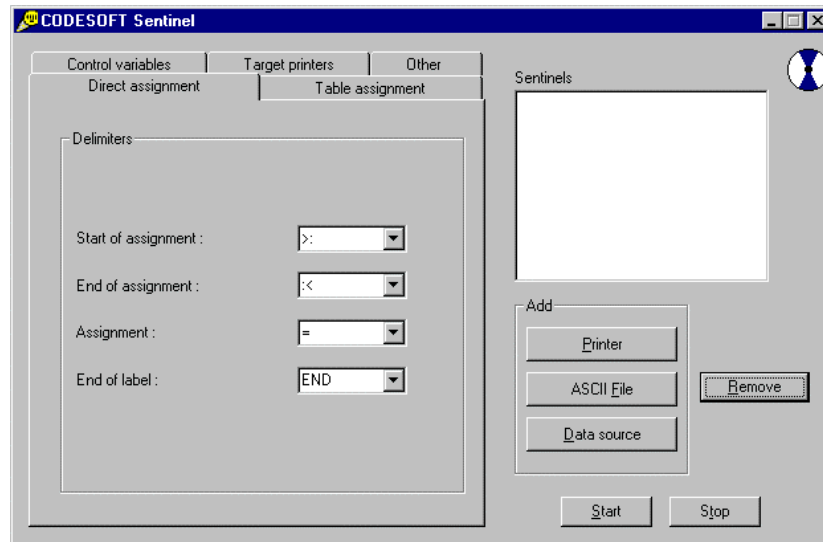 CODESOFT Sentinel
Control variables
Target printers
Other
Direct assignment
Table assignment
Delimiters
Start of assignment :
>:
End of assignment :
:<
Assignment :
=
End of label :
END
Sentinels
Add
Printer
ASCII File
Data source
Remove
Start
Stop